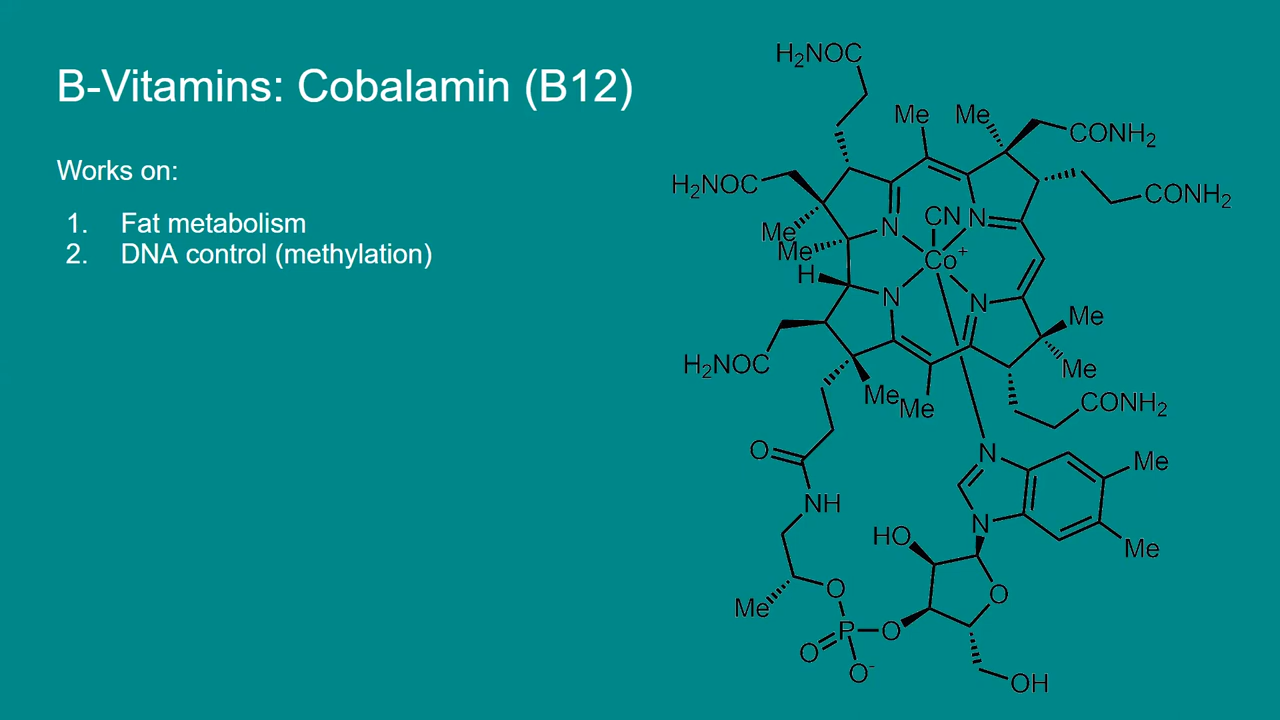 B-Vitamins: Cobalamin (B12)
Works on:
1. Fat metabolism
2. DNA control (methylation)
H₂NOC
Me
Me
CONH₂
H₂NOC
CONH₂
N
CN
N
Me
Me
Co⁺
H
N
N
Me
H₂NOC
Me
Me
Me
CONH₂
O
N
Me
NH
N
HO
Me
O
O
Me
P
O
O
O⁻
OH